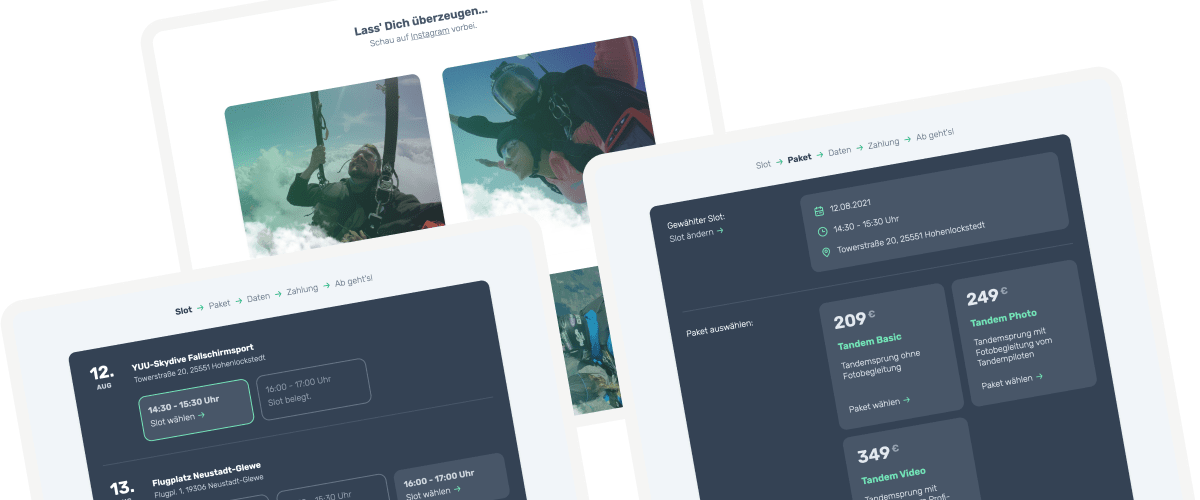 Lass' Dich überzeugen...
Schau auf Instagram vorbei.
Slot → Paket → Daten → Zahlung → Ab geht's!
12.
AUG
YUU-Skydive Fallschirmsport
Towerstraße 20, 25551 Hohenlockstedt
14:30 - 15:30 Uhr
Slot wählen →
16:00 - 17:00 Uhr
Slot belegt.
13.
Flugplatz Neustadt-Glewe
Flugpl. 1, 19306 Neustadt-Glewe
15:30 Uhr
16:00 - 17:00 Uhr
Slot wählen →
Slot → Paket → Daten → Zahlung → Ab geht's!
Gewählter Slot:
Slot ändern →
12.08.2021
14:30 - 15:30 Uhr
Towerstraße 20, 25551 Hohenlockstedt
Paket auswählen:
209 €
Tandem Basic
Tandemsprung ohne
Fotobegleitung
Paket wählen →
249 €
Tandem Photo
Tandemsprung mit
Fotobegleitung vom
Tandempiloten
Paket wählen →
349 €
Tandem Video
Tandemsprung mit